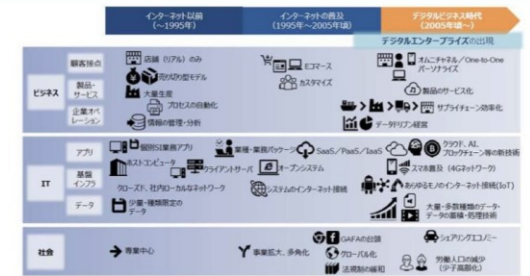 インターネット以前
(～1995年)
インターネットの普及
(1995年～2005年頃)
デジタルビジネス時代
(2005年頃～)
デジタルエンタープライズの出現
ビジネス
顧客接点
店舗（リアル）のみ
eコマース
オムニチャネル／One-to-One
パーソナライズ
製品・
サービス
売り切り型モデル
大量生産
カスタマイズ
製品のサービス化
企業オペ
レーション
プロセスの自動化
情報の管理・分析
サプライチェーン効率化
データドリブン経営
IT
アプリ
個別SI業務アプリ
業種・業務パッケージ
SaaS／PaaS／IaaS
クラウド、AI、
ブロックチェーン等の新技術
基盤
インフラ
ホストコンピュータ
クライアントサーバ
オープンシステム
スマホ普及（4Gネットワーク）
クローズド、社内ローカルなネットワーク
システムのインターネット接続
あらゆるモノのインターネット接続(IoT)
データ
少量・種類限定の
データ
大量・多数種類のデータ・
データの蓄積・処理技術
社会
専業中心
事業拡大、多角化
GAFAの台頭
グローバル化
法規制の緩和
シェアリングエコノミー
労働人口の減少
（少子高齢化）